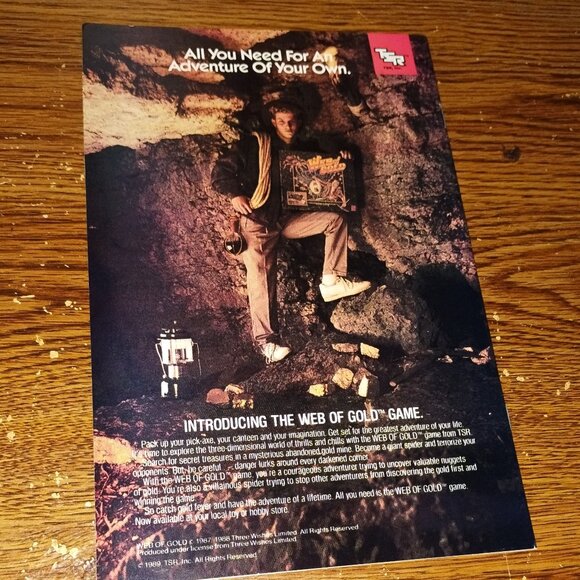 All You Need For An
Adventure Of Your Own.
TSR
WEB OF GOLD
INTRODUCING THE WEB OF GOLD™ GAME.
Pack up your pick-axe, your canteen and your imagination. Get set for the greatest adventure of your life
time to explore the three-dimensional world of thrills and chills with the WEB OF GOLD™ game from TSR.
Search for secret treasures in a mysterious abandoned gold mine. Become a giant spider and terrorize your
opponents. But, be careful . . . danger lurks around every darkened corner.
With the WEB OF GOLD™ game, you're a courageous adventurer trying to uncover valuable nuggets
of gold. You're also a villainous spider trying to stop other adventurers from discovering the gold first and
winning the game.
So catch gold fever and have the adventure of a lifetime. All you need is the WEB OF GOLD™ game.
Now available at your local toy or hobby store.
WEB OF GOLD © 1987/1988 Three Wishes Limited. All Rights Reserved
Produced under license from Three Wishes Limited.
© 1989 TSR, Inc. All Rights Reserved.